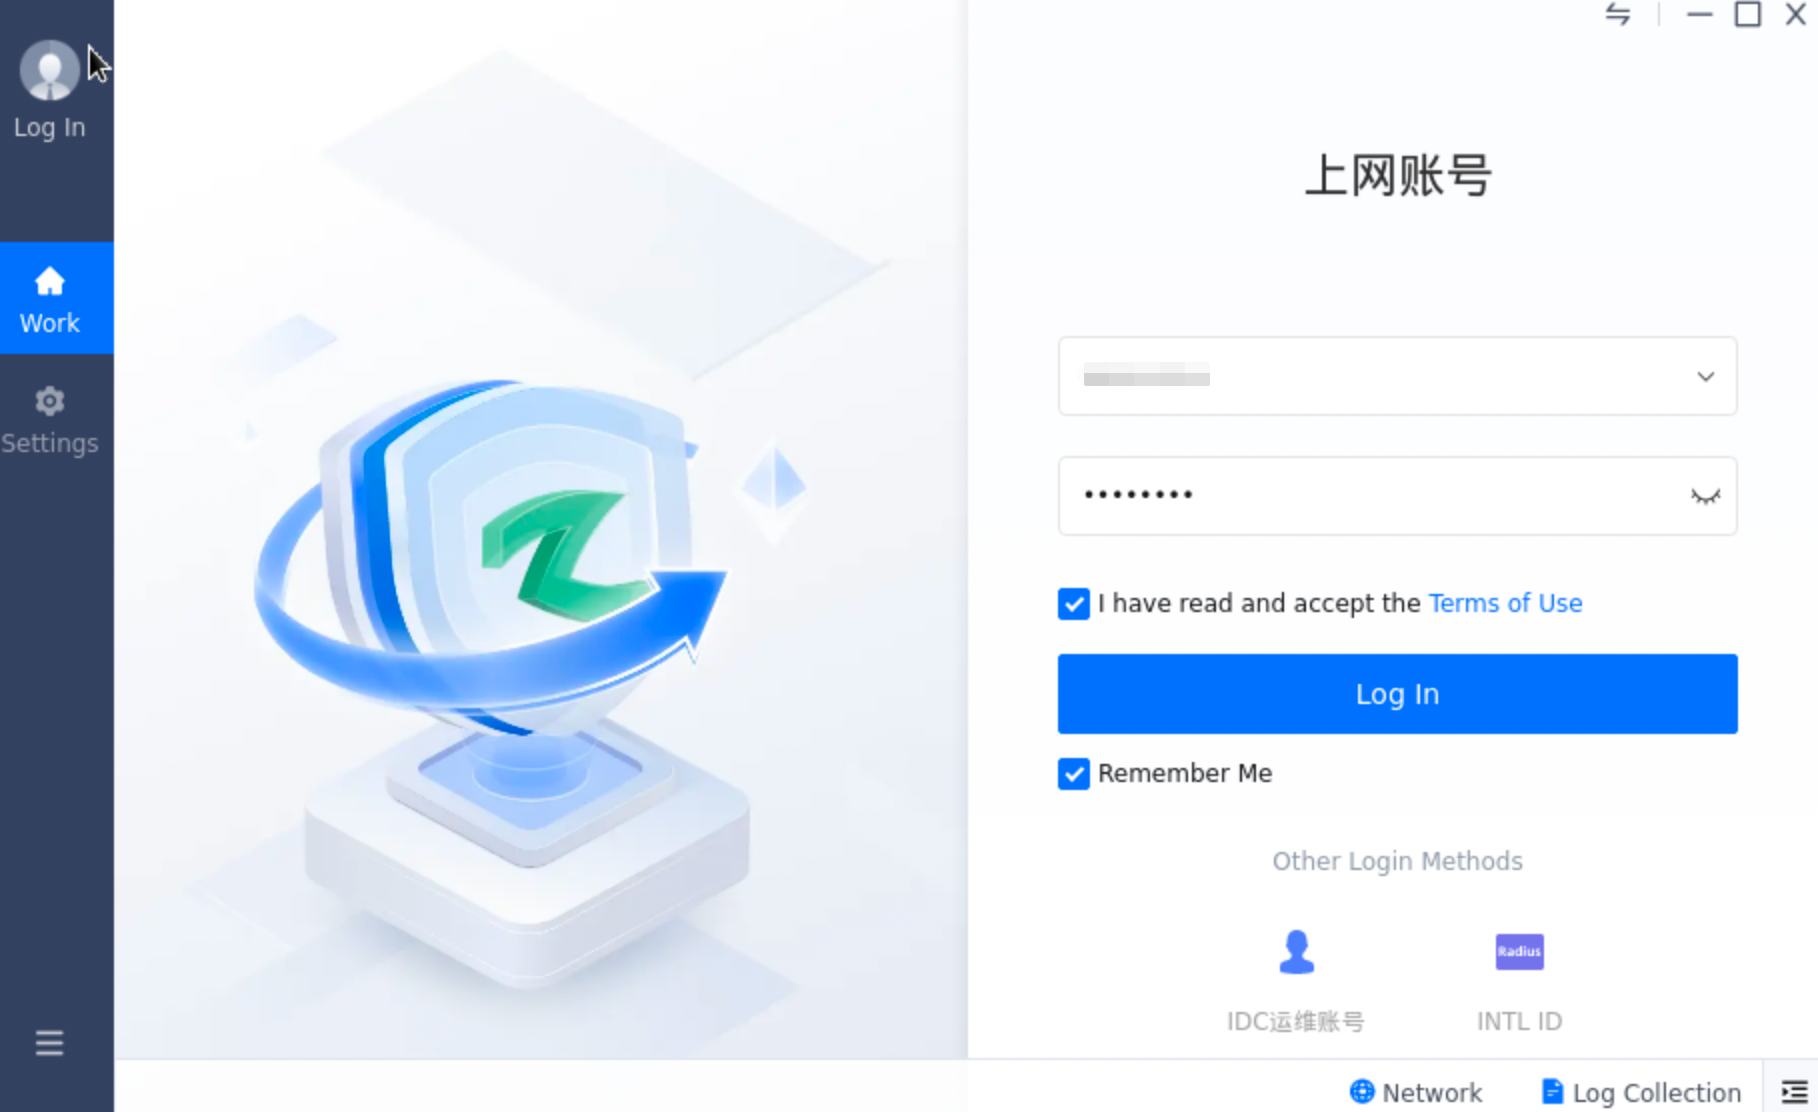 Log In
Work
Settings
上网账号
••••••••
I have read and accept the Terms of Use
Log In
Remember Me
Other Login Methods
Radius
IDC运维账号
INTL ID
Network
Log Collection